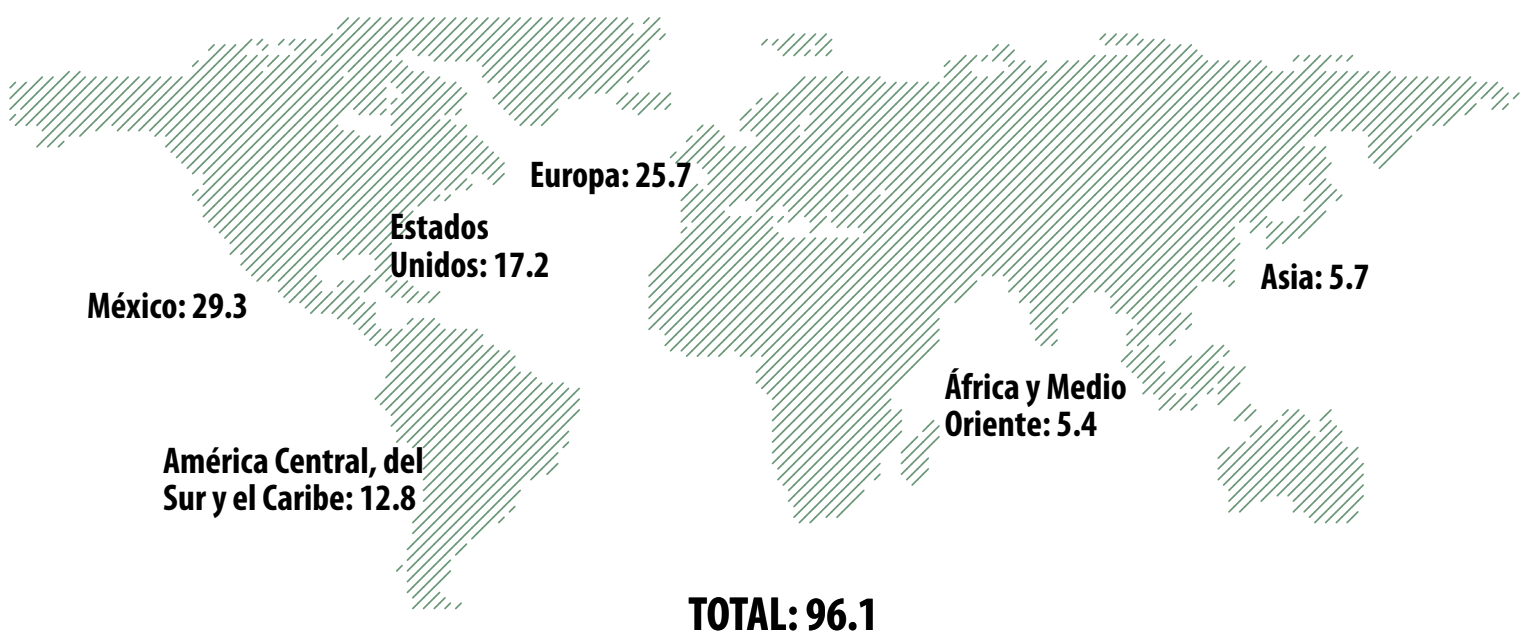 Europa: 25.7
Estados
Unidos: 17.2
Asia: 5.7
México: 29.3
África y Medio
Oriente: 5.4
América Central, del
Sur y el Caribe: 12.8
TOTAL: 96.1